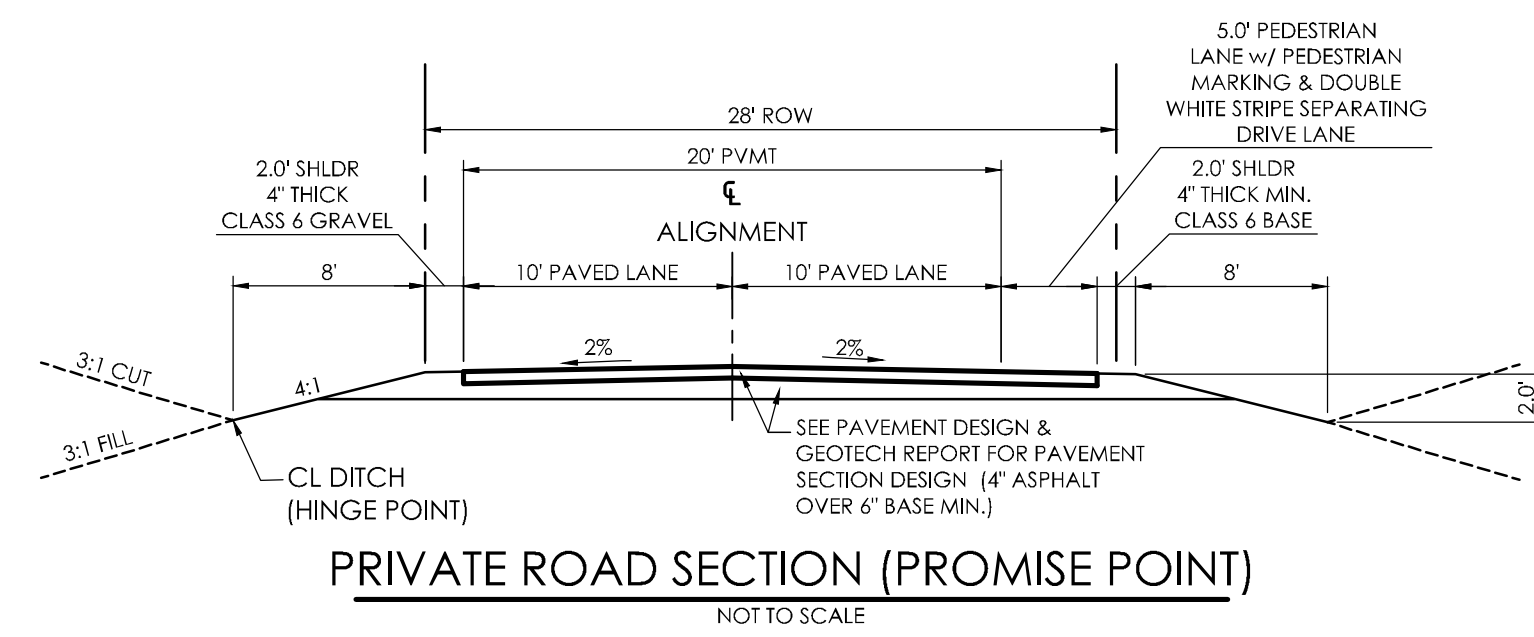 5.0' PEDESTRIAN
LANE w/ PEDESTRIAN
MARKING & DOUBLE
WHITE STRIPE SEPARATING
DRIVE LANE
28' ROW
20' PVMT
2.0' SHLDR
4" THICK
CLASS 6 GRAVEL
2.0' SHLDR
4" THICK MIN.
CLASS 6 BASE
℄
ALIGNMENT
8'
10' PAVED LANE
10' PAVED LANE
8'
2%
2%
3:1 CUT
4:1
3:1 FILL
2.0'
CL DITCH
(HINGE POINT)
SEE PAVEMENT DESIGN &
GEOTECH REPORT FOR PAVEMENT
SECTION DESIGN (4" ASPHALT
OVER 6" BASE MIN.)
PRIVATE ROAD SECTION (PROMISE POINT)
NOT TO SCALE